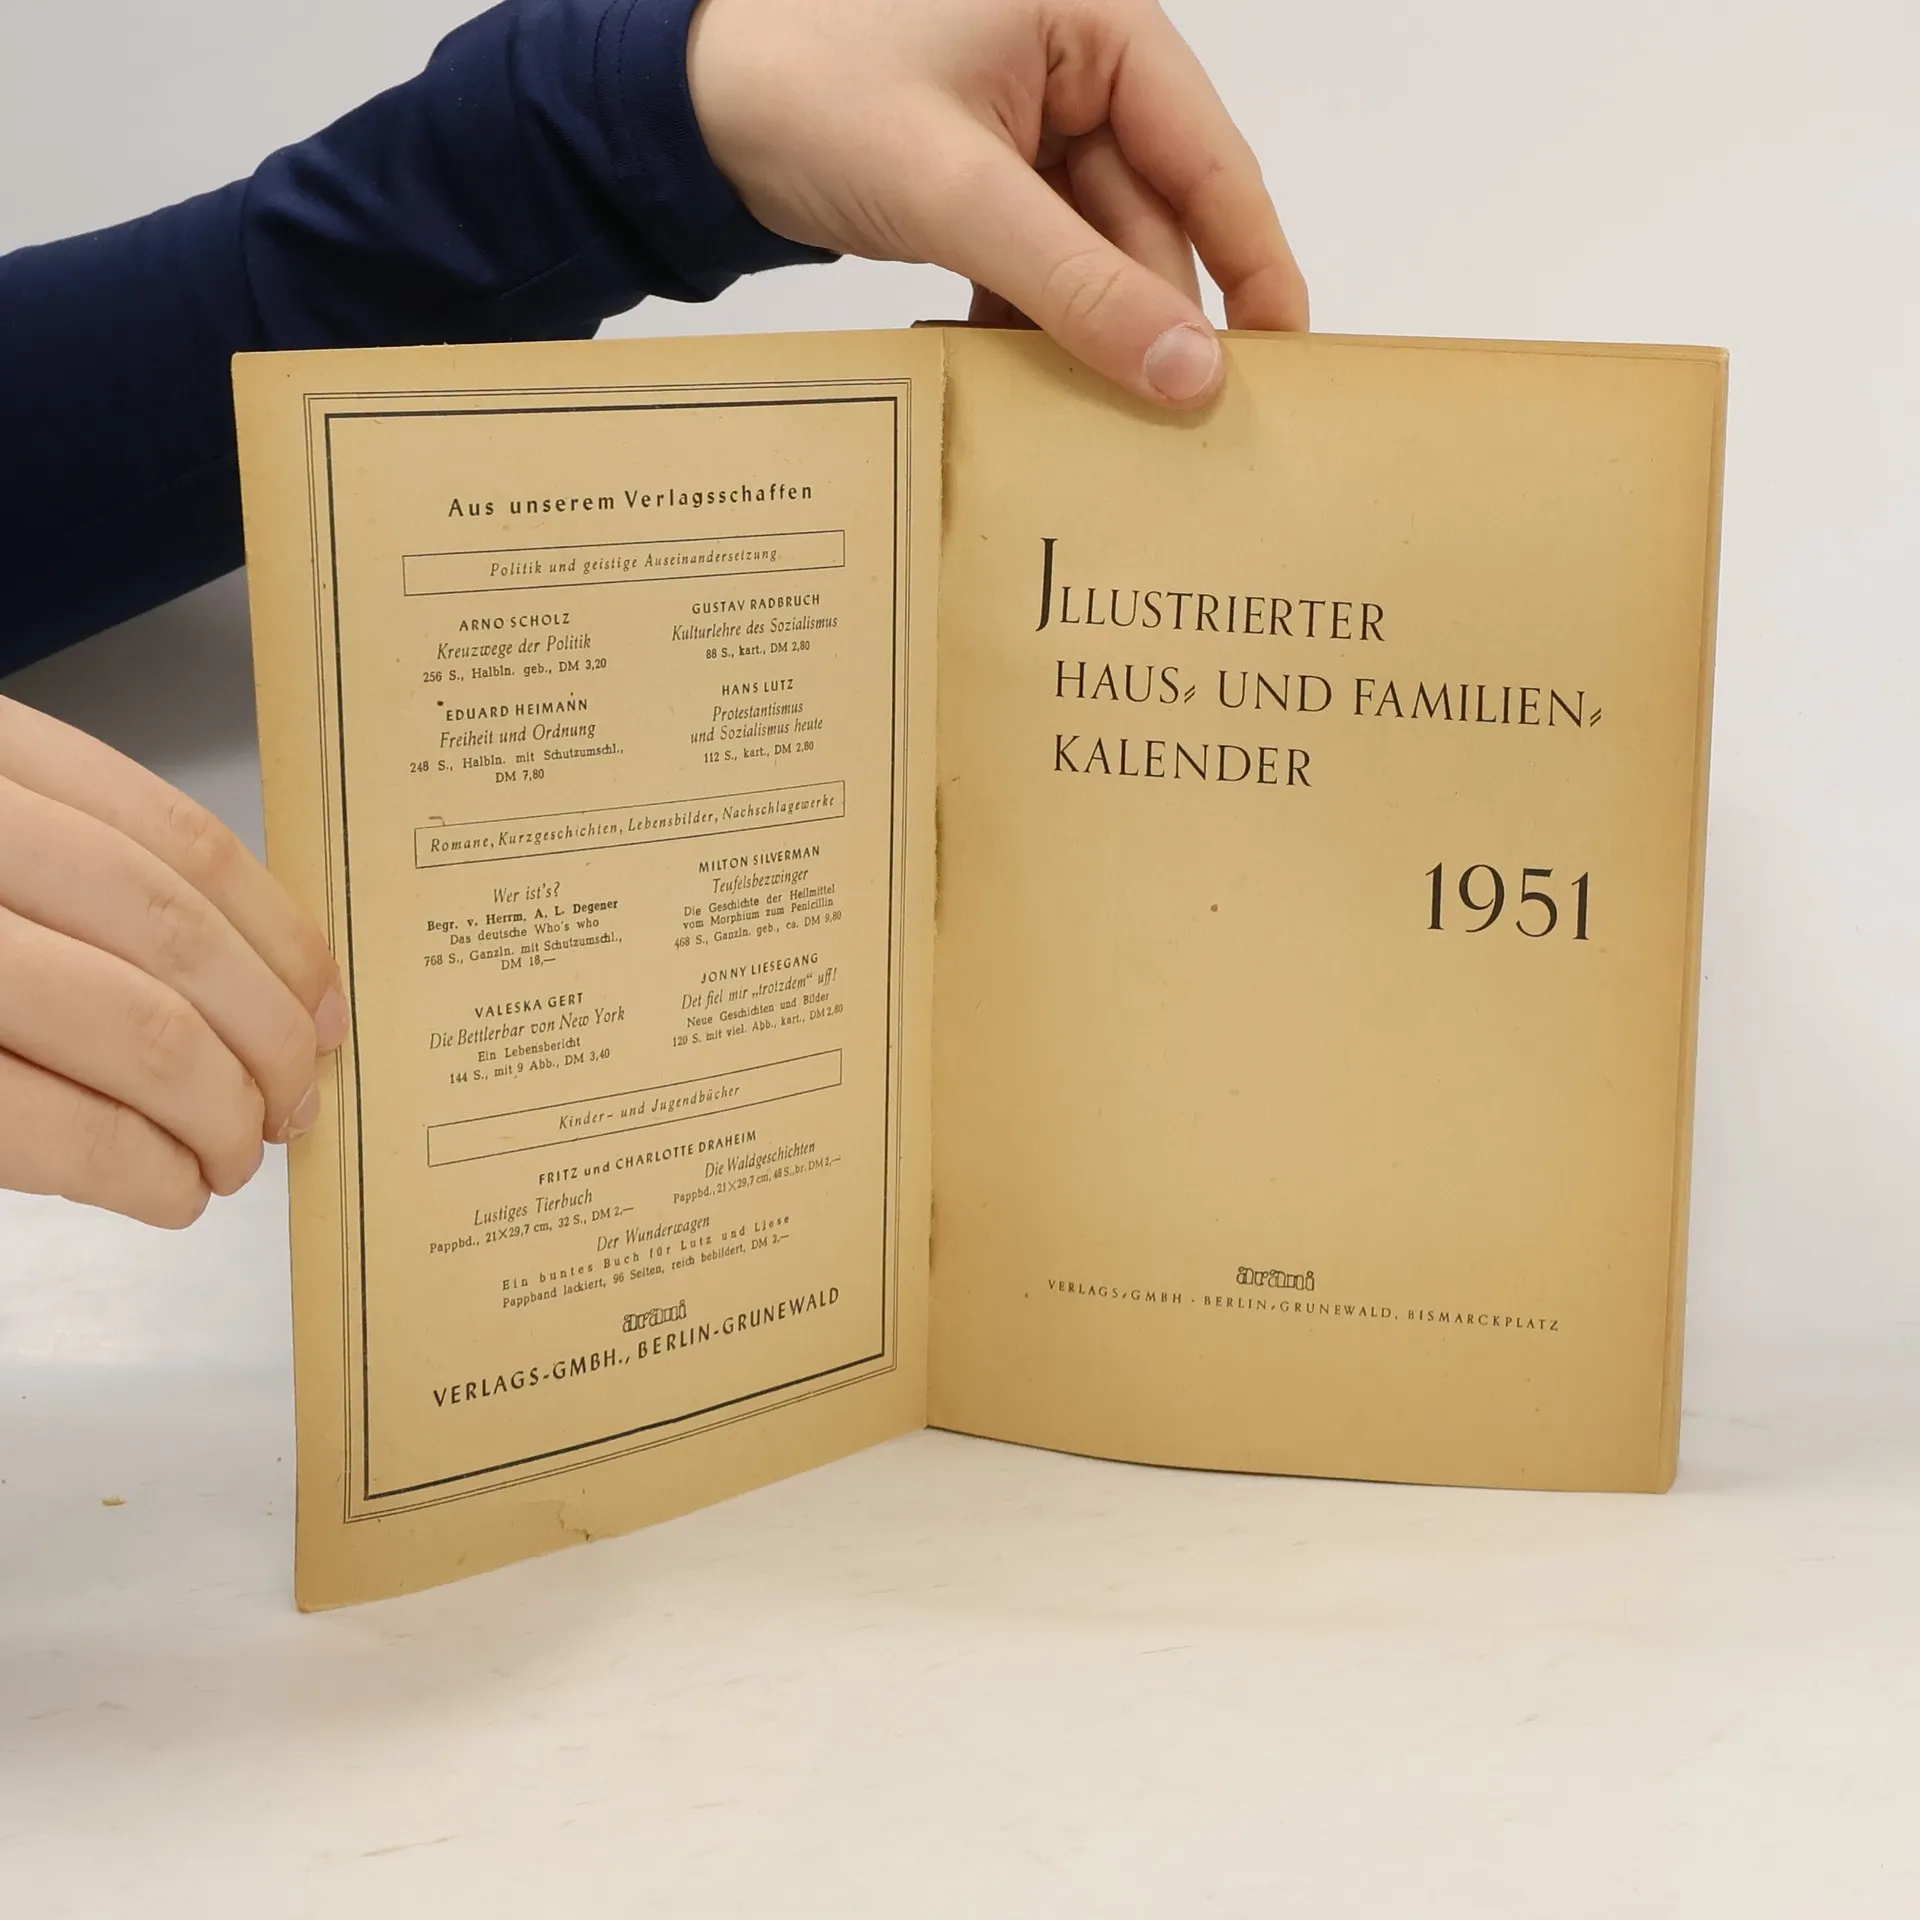 Aus unserem Verlagsschaffen
Politik und geistige Auseinandersetzung
ARNO SCHOLZ
Kreuzwege der Politik
256 S., Halbln. geb., DM 3,20
GUSTAV RADBRUCH
Kulturlehre des Sozialismus
88 S., kart., DM 2,80
EDUARD HEIMANN
Freiheit und Ordnung
248 S., Halbln. mit Schutzumschl.,
DM 7,80
HANS LUTZ
Protestantismus
und Sozialismus heute
112 S., kart., DM 2,80
Romane, Kurzgeschichten, Lebensbilder, Nachschlagewerke
Wer ist's?
Begr. v. Herrm. A. L. Degener
Das deutsche Who's who
768 S., Ganzln. mit Schutzumschl.,
DM 18,—
MILTON SILVERMAN
Teufelsbezwinger
Die Geschichte der Heilmittel
vom Morphium zum Penicillin
468 S., Ganzln. geb., ca. DM 9,80
VALESKA GERT
Die Bettlerbar von New York
Ein Lebensbericht
144 S., mit 9 Abb., DM 3,40
JONNY LIESEGANG
Det fiel mir „trotzdem“ uff!
Neue Geschichten und Bilder
120 S. mit viel. Abb., kart., DM 2,80
Kinder- und Jugendbücher
FRITZ und CHARLOTTE DRAHEIM
Lustiges Tierbuch
Pappbd., 21×29,7 cm, 32 S., DM 2,—
Die Waldgeschichten
Pappbd., 21×29,7 cm, 48 S., br. DM 2,—
Der Wunderwagen
Ein buntes Buch für Lutz und Liese
Pappband lackiert, 96 Seiten, reich bebildert, DM 2,—
arani
VERLAGS-GMBH., BERLIN-GRUNEWALD
JLLUSTRIERTER
HAUS- UND FAMILIEN-
KALENDER
1951
arani
VERLAGS-GMBH · BERLIN-GRUNEWALD, BISMARCKPLATZ